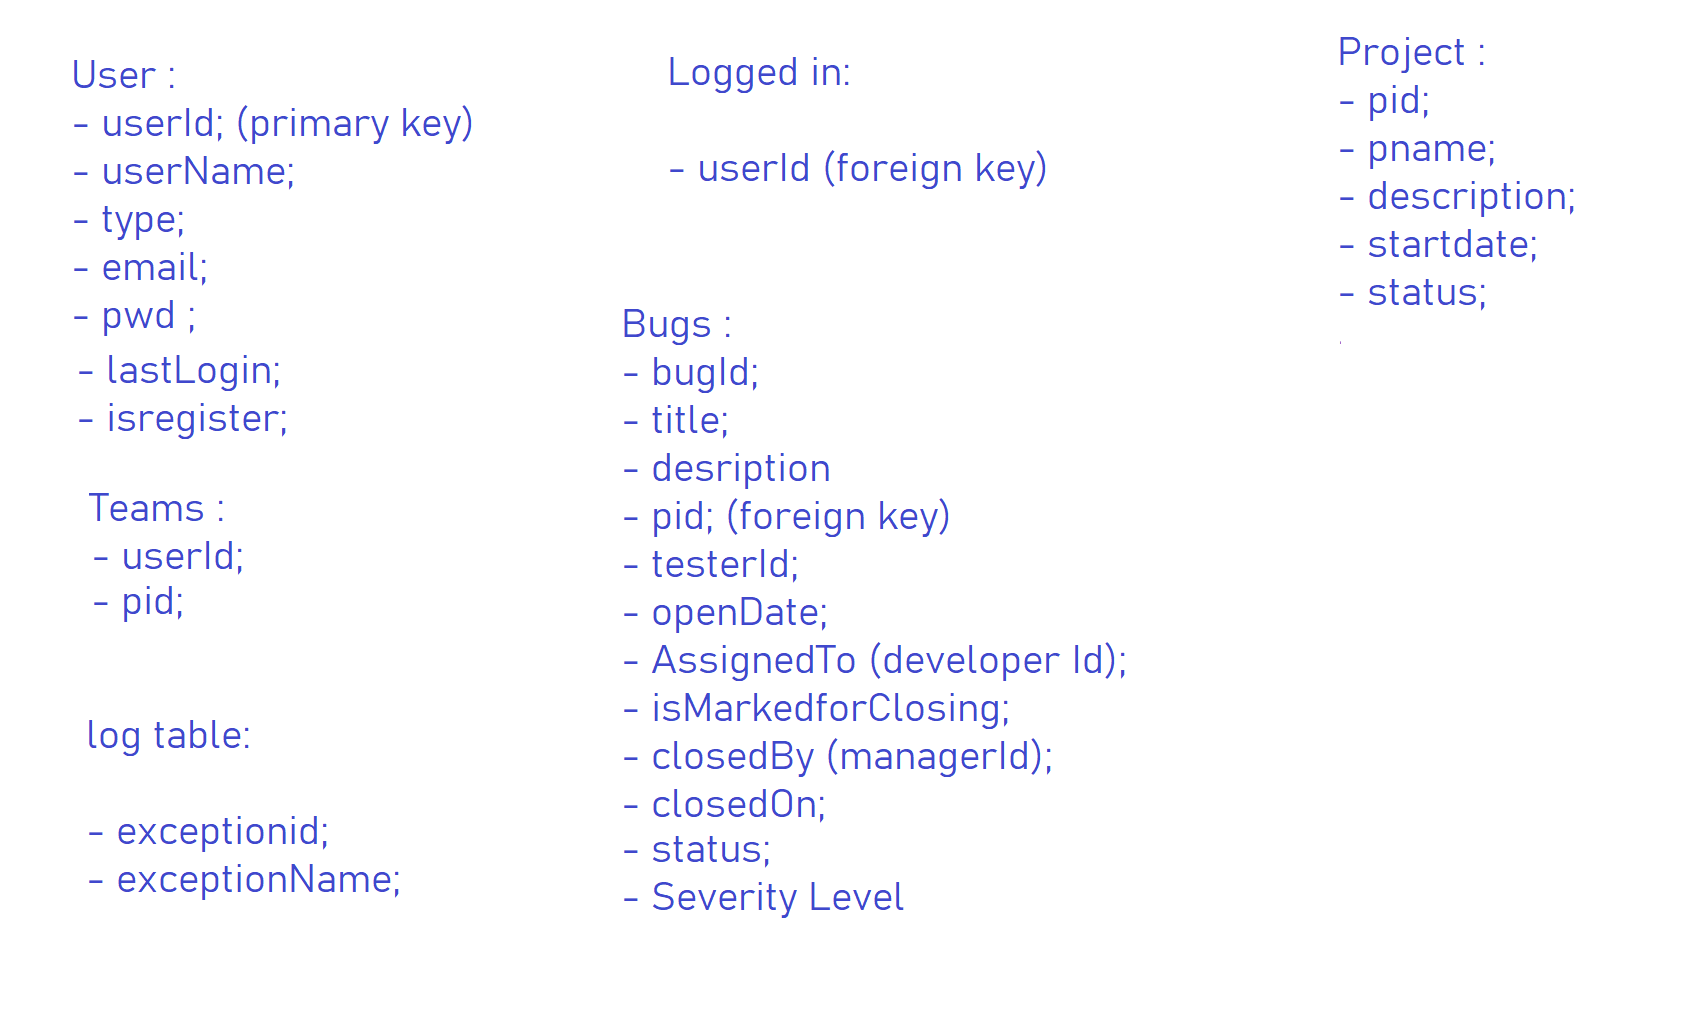 User :
- userId; (primary key)
- userName;
- type;
- email;
- pwd ;
- lastLogin;
- isregister;
Teams :
- userId;
- pid;
log table:
- exceptionid;
- exceptionName;
Logged in:
- userId (foreign key)
Bugs :
- bugId;
- title;
- desription
- pid; (foreign key)
- testerId;
- openDate;
- AssignedTo (developer Id);
- isMarkedforClosing;
- closedBy (managerId);
- closedOn;
- status;
- Severity Level
Project :
- pid;
- pname;
- description;
- startdate;
- status;